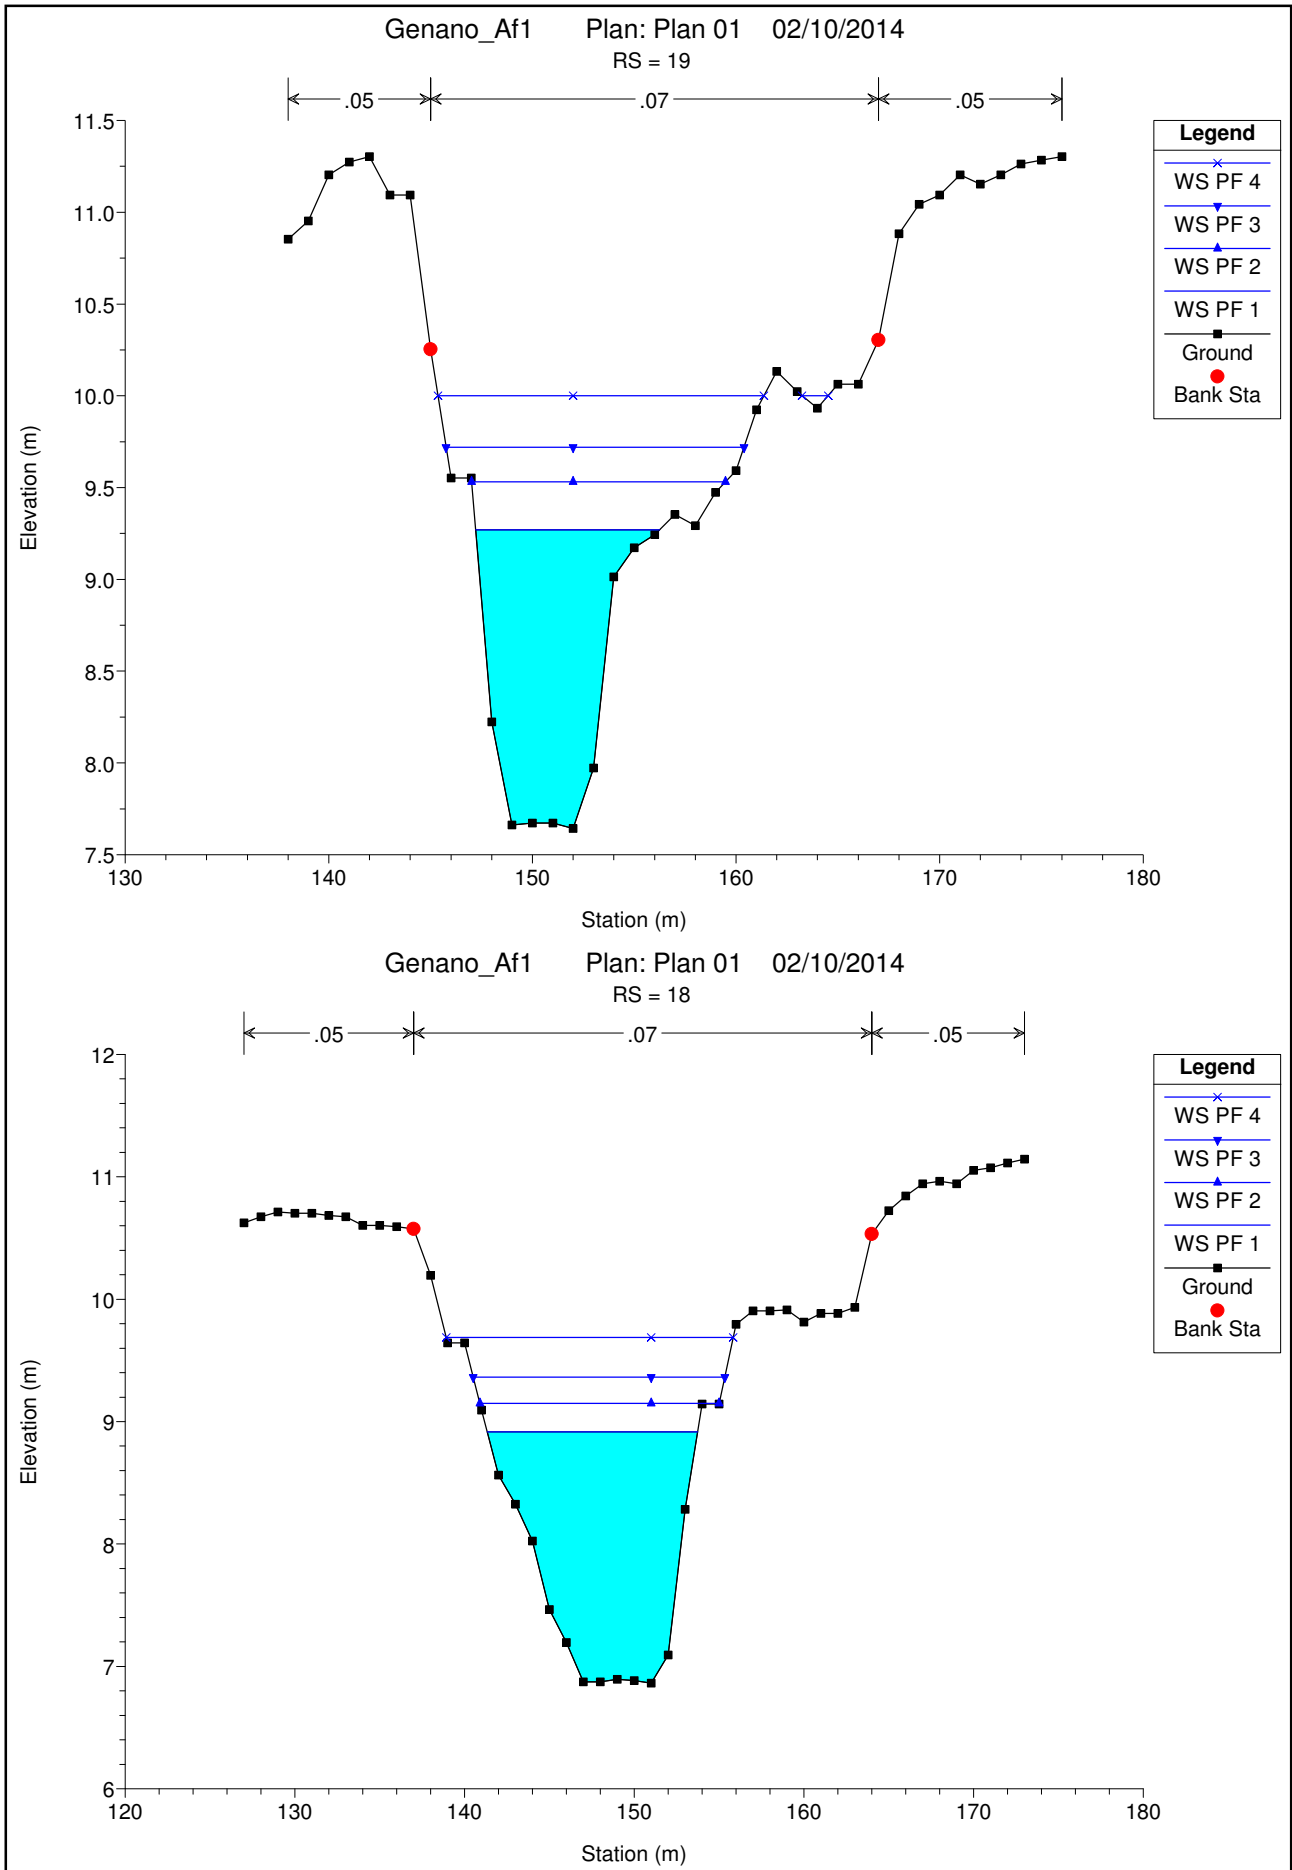 Genano_Af1 Plan: Plan 01 02/10/2014
RS = 19
.05 .07 .05
11.5
11.0
10.5
10.0
9.5
9.0
8.5
8.0
7.5
Elevation (m)
130 140 150 160 170 180
Station (m)
Legend
WS PF 4
WS PF 3
WS PF 2
WS PF 1
Ground
Bank Sta
Genano_Af1 Plan: Plan 01 02/10/2014
RS = 18
.05 .07 .05
12
11
10
9
8
7
6
Elevation (m)
120 130 140 150 160 170 180
Station (m)
Legend
WS PF 4
WS PF 3
WS PF 2
WS PF 1
Ground
Bank Sta